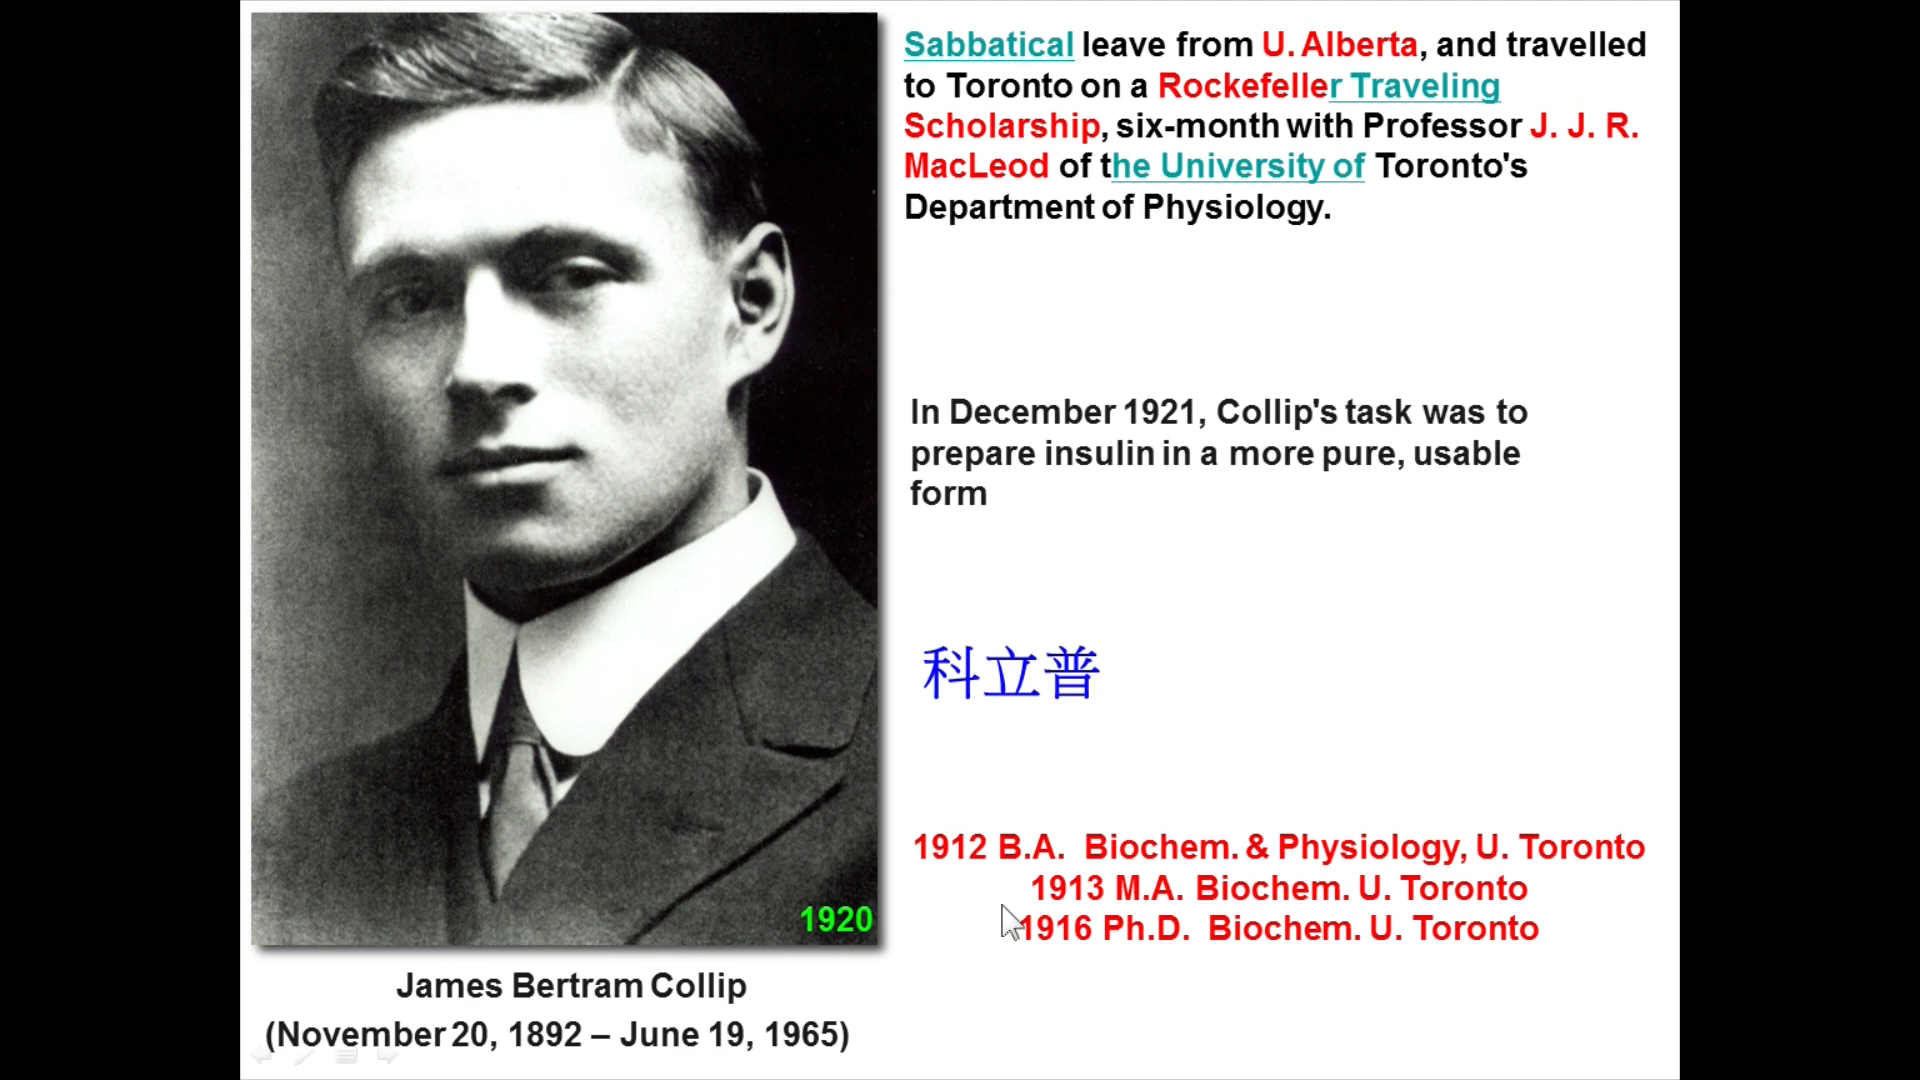 Sabbatical leave from U. Alberta, and travelled
to Toronto on a Rockefeller Traveling
Scholarship, six-month with Professor J. J. R.
MacLeod of the University of Toronto's
Department of Physiology.
In December 1921, Collip's task was to
prepare insulin in a more pure, usable
form
科立普
1912 B.A. Biochem. & Physiology, U. Toronto
1913 M.A. Biochem. U. Toronto
1916 Ph.D. Biochem. U. Toronto
1920
James Bertram Collip
(November 20, 1892 – June 19, 1965)